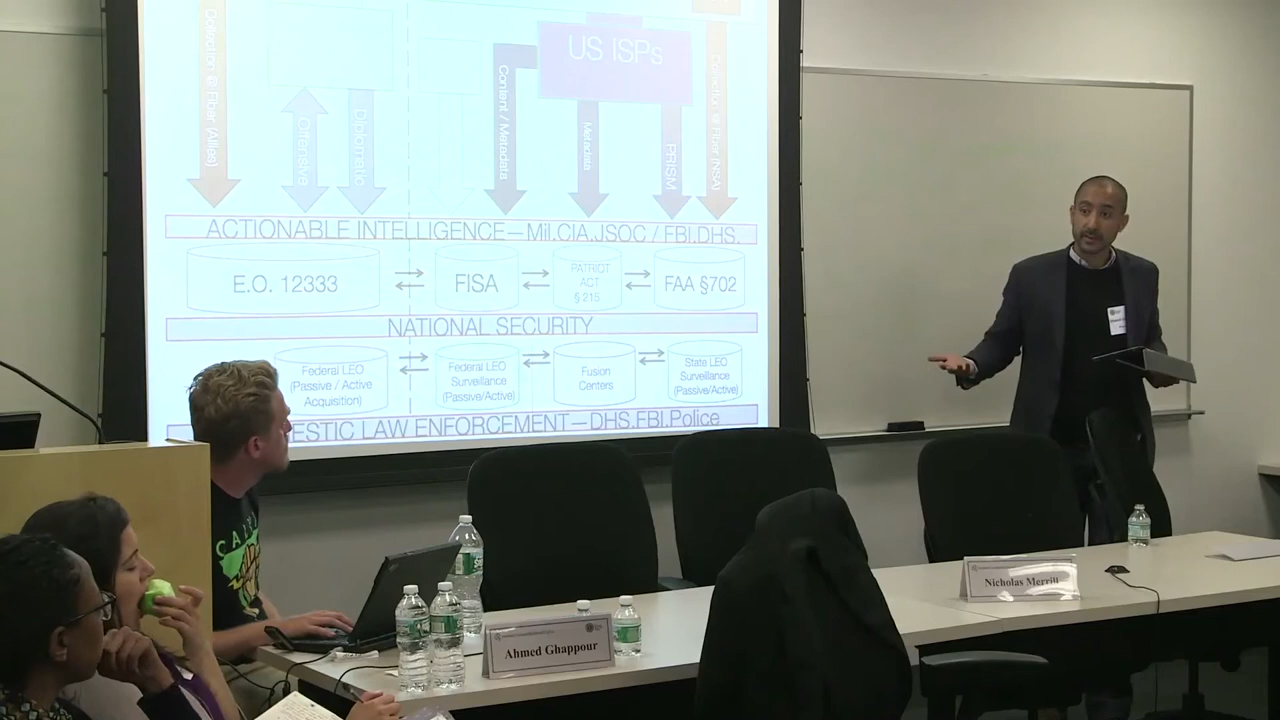 US ISPs
Collection @ Fiber (Allies)
Offensive
Diplomatic
Content / Metadata
Metadata
PRISM
Collection @ Fiber (NSA)
ACTIONABLE INTELLIGENCE—Mil.CIA.JSOC / FBI.DHS.
E.O. 12333
FISA
PATRIOT
ACT
§ 215
FAA §702
NATIONAL SECURITY
Federal LEO
(Passive / Active
Acquisition)
Federal LEO
Surveillance
(Passive/Active)
Fusion
Centers
State LEO
Surveillance
(Passive/Active)
ESTIC LAW ENFORCEMENT—DHS.FBI.Police
Nicholas Merrill
Ahmed Ghappour